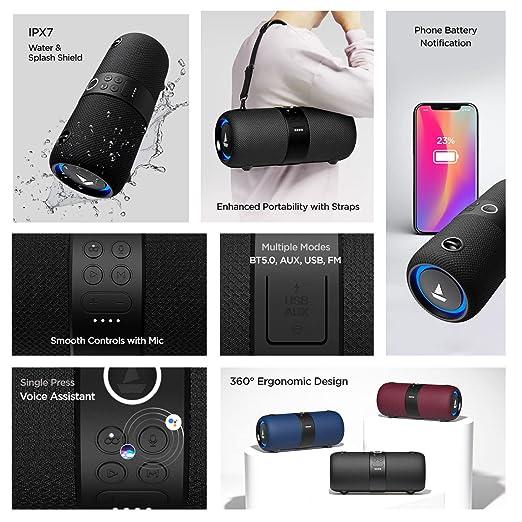 IPX7
Water &
Splash Shield
Enhanced Portability with Straps
Phone Battery
Notification
23%
Smooth Controls with Mic
Multiple Modes
BT5.0, AUX, USB, FM
USB
AUX
Single Press
Voice Assistant
360° Ergonomic Design